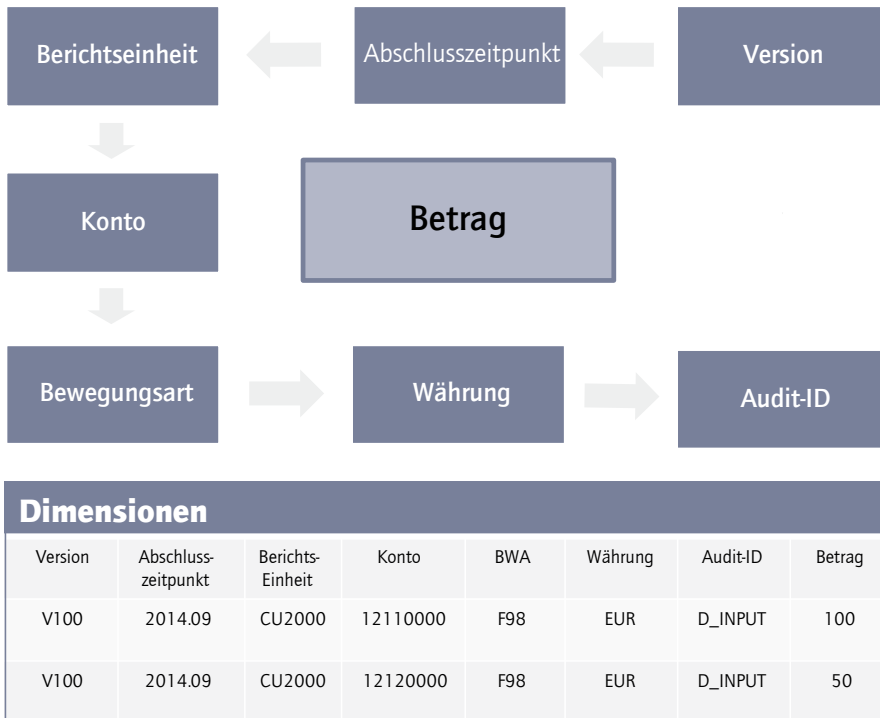 Berichtseinheit
Abschlusszeitpunkt
Version
Konto
Betrag
Bewegungsart
Währung
Audit-ID
Dimensionen
Version Abschluss- Berichts- Konto BWA Währung Audit-ID Betrag
zeitpunkt Einheit
V100 2014.09 CU2000 12110000 F98 EUR D_INPUT 100
V100 2014.09 CU2000 12120000 F98 EUR D_INPUT 50